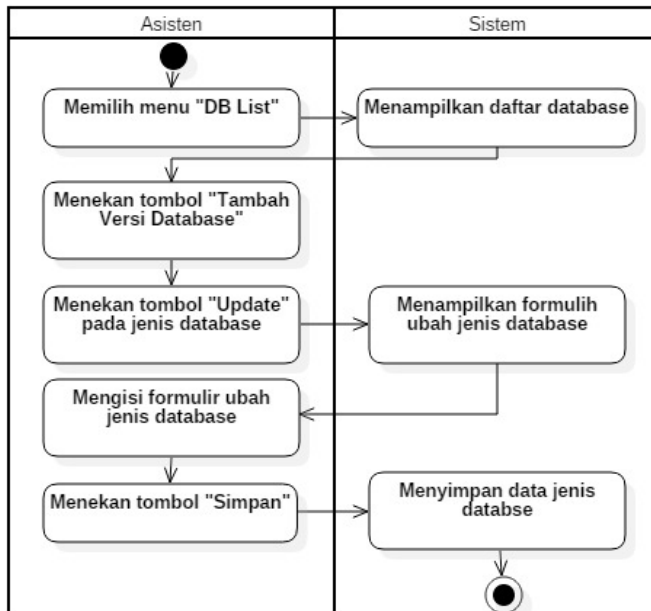 Asisten
Sistem
Memilih menu "DB List"
Menampilkan daftar database
Menekan tombol "Tambah
Versi Database"
Menekan tombol "Update"
pada jenis database
Menampilkan formulih
ubah jenis database
Mengisi formulir ubah
jenis database
Menekan tombol "Simpan"
Menyimpan data jenis
databse